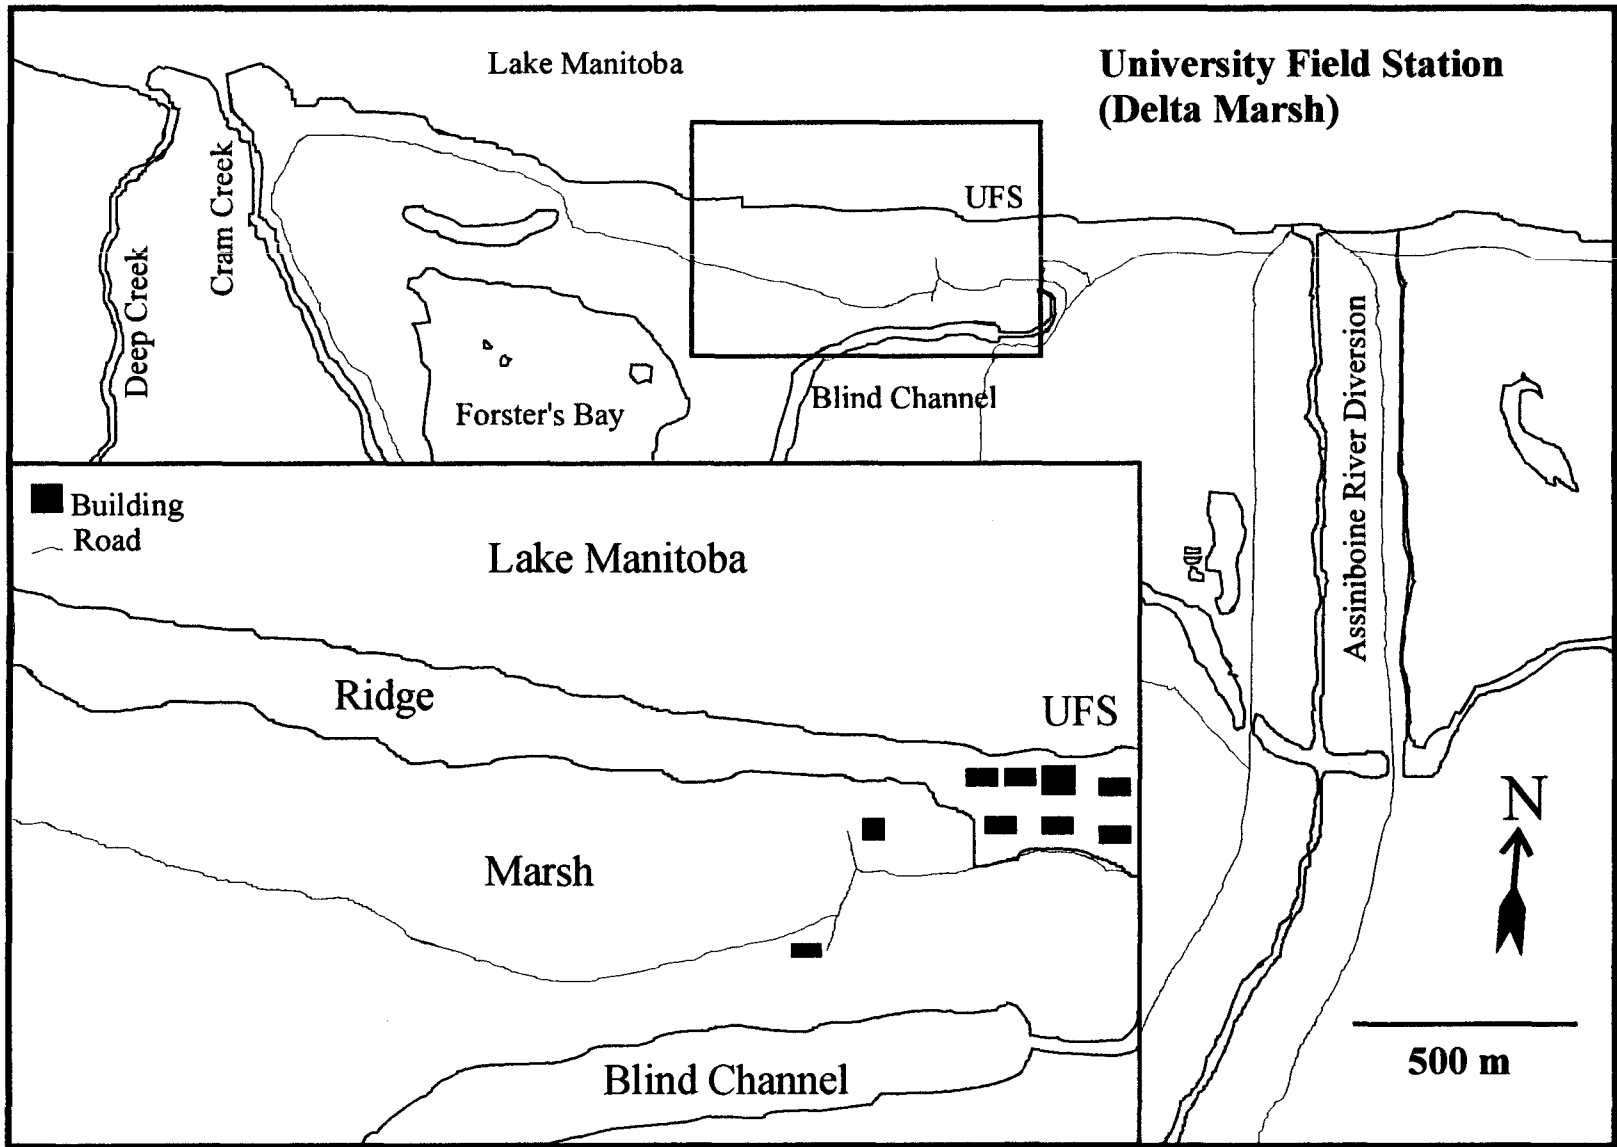 Lake Manitoba
University Field Station
(Delta Marsh)
UFS
Cram Creek
Deep Creek
Forster's Bay
Blind Channel
Assiniboine River Diversion
Building
Road
Lake Manitoba
Ridge
UFS
Marsh
Blind Channel
N
500 m